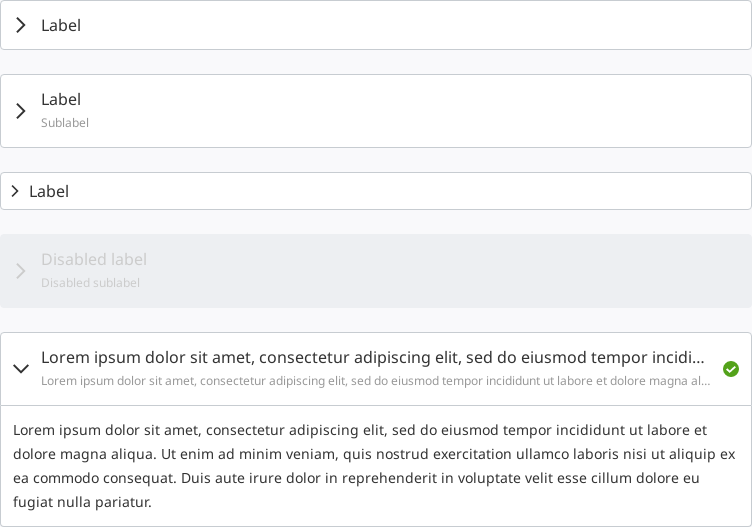 Label
Label
Sublabel
Label
Disabled label
Disabled sublabel
Lorem ipsum dolor sit amet, consectetur adipiscing elit, sed do eiusmod tempor incidi...
Lorem ipsum dolor sit amet, consectetur adipiscing elit, sed do eiusmod tempor incididunt ut labore et dolore magna al...
Lorem ipsum dolor sit amet, consectetur adipiscing elit, sed do eiusmod tempor incididunt ut labore et
dolore magna aliqua. Ut enim ad minim veniam, quis nostrud exercitation ullamco laboris nisi ut aliquip ex
ea commodo consequat. Duis aute irure dolor in reprehenderit in voluptate velit esse cillum dolore eu
fugiat nulla pariatur.